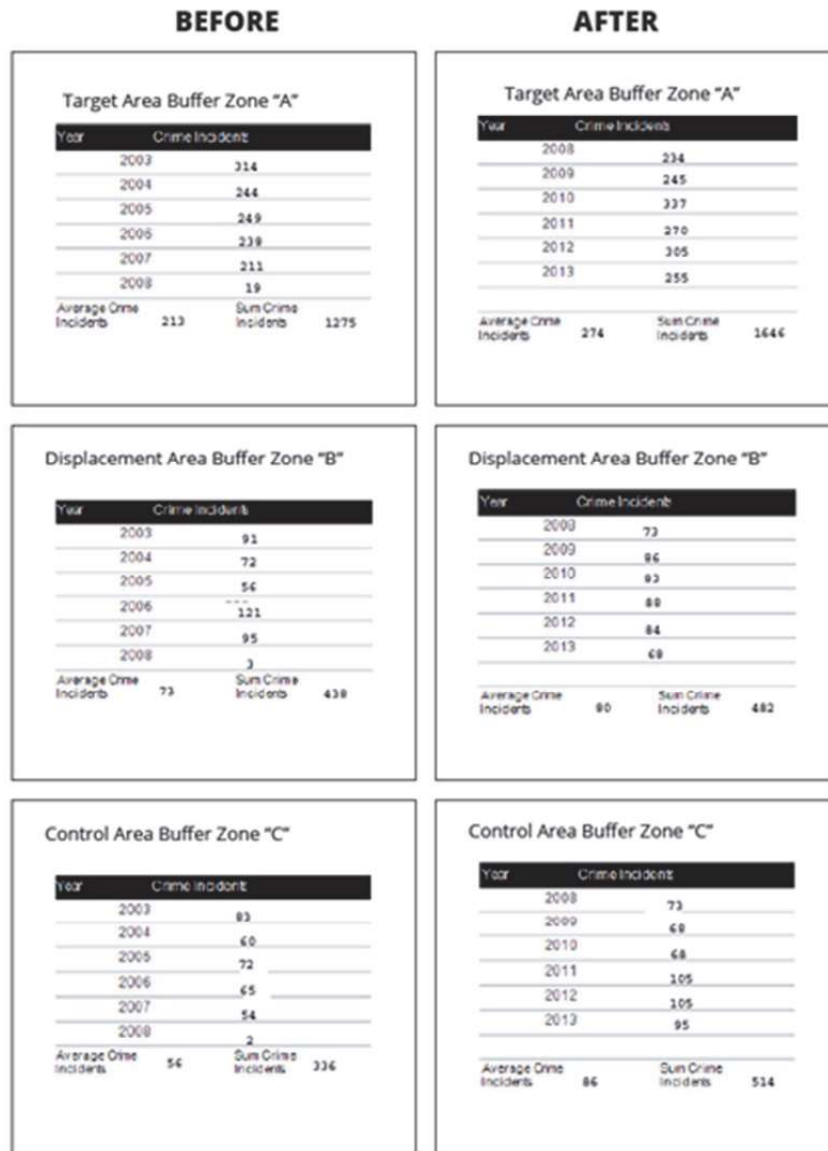 BEFORE
AFTER
Target Area Buffer Zone "A"
Year Crime Incidents
2003 314
2004 244
2005 249
2006 238
2007 211
2008 19
Average Crime
Incidents 213
Sum Crime
Incidents 1275
Target Area Buffer Zone "A"
Year Crime Incidents
2008 234
2009 245
2010 337
2011 270
2012 305
2013 255
Average Crime
Incidents 274
Sum Crime
Incidents 1646
Displacement Area Buffer Zone "B"
Year Crime Incidents
2003 91
2004 72
2005 56
2006 121
2007 95
2008 3
Average Crime
Incidents 73
Sum Crime
Incidents 438
Displacement Area Buffer Zone "B"
Year Crime Incidents
2008 73
2009 86
2010 83
2011 88
2012 84
2013 68
Average Crime
Incidents 80
Sum Crime
Incidents 482
Control Area Buffer Zone "C"
Year Crime Incidents
2003 83
2004 60
2005 72
2006 65
2007 54
2008 2
Average Crime
Incidents 56
Sum Crime
Incidents 336
Control Area Buffer Zone "C"
Year Crime Incidents
2008 73
2009 68
2010 68
2011 105
2012 105
2013 95
Average Crime
Incidents 86
Sum Crime
Incidents 514